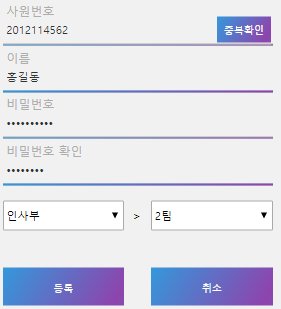 사원번호
2012114562 중복확인
이름
홍길동
비밀번호
••••••••••
비밀번호 확인
••••••••
인사부 ▼ > 2팀 ▼
등록 취소